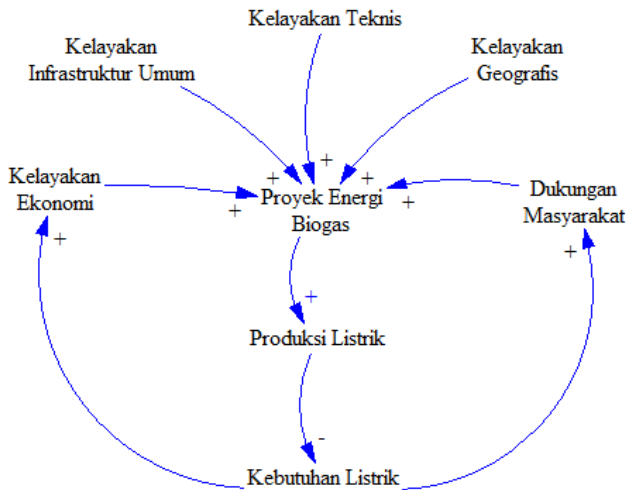 Kelayakan Teknis
Kelayakan
Infrastruktur Umum
Kelayakan
Geografis
+
+
+
Kelayakan
Ekonomi
+
+
Proyek Energi
Biogas
+
Dukungan
Masyarakat
+
+
Produksi Listrik
-
Kebutuhan Listrik